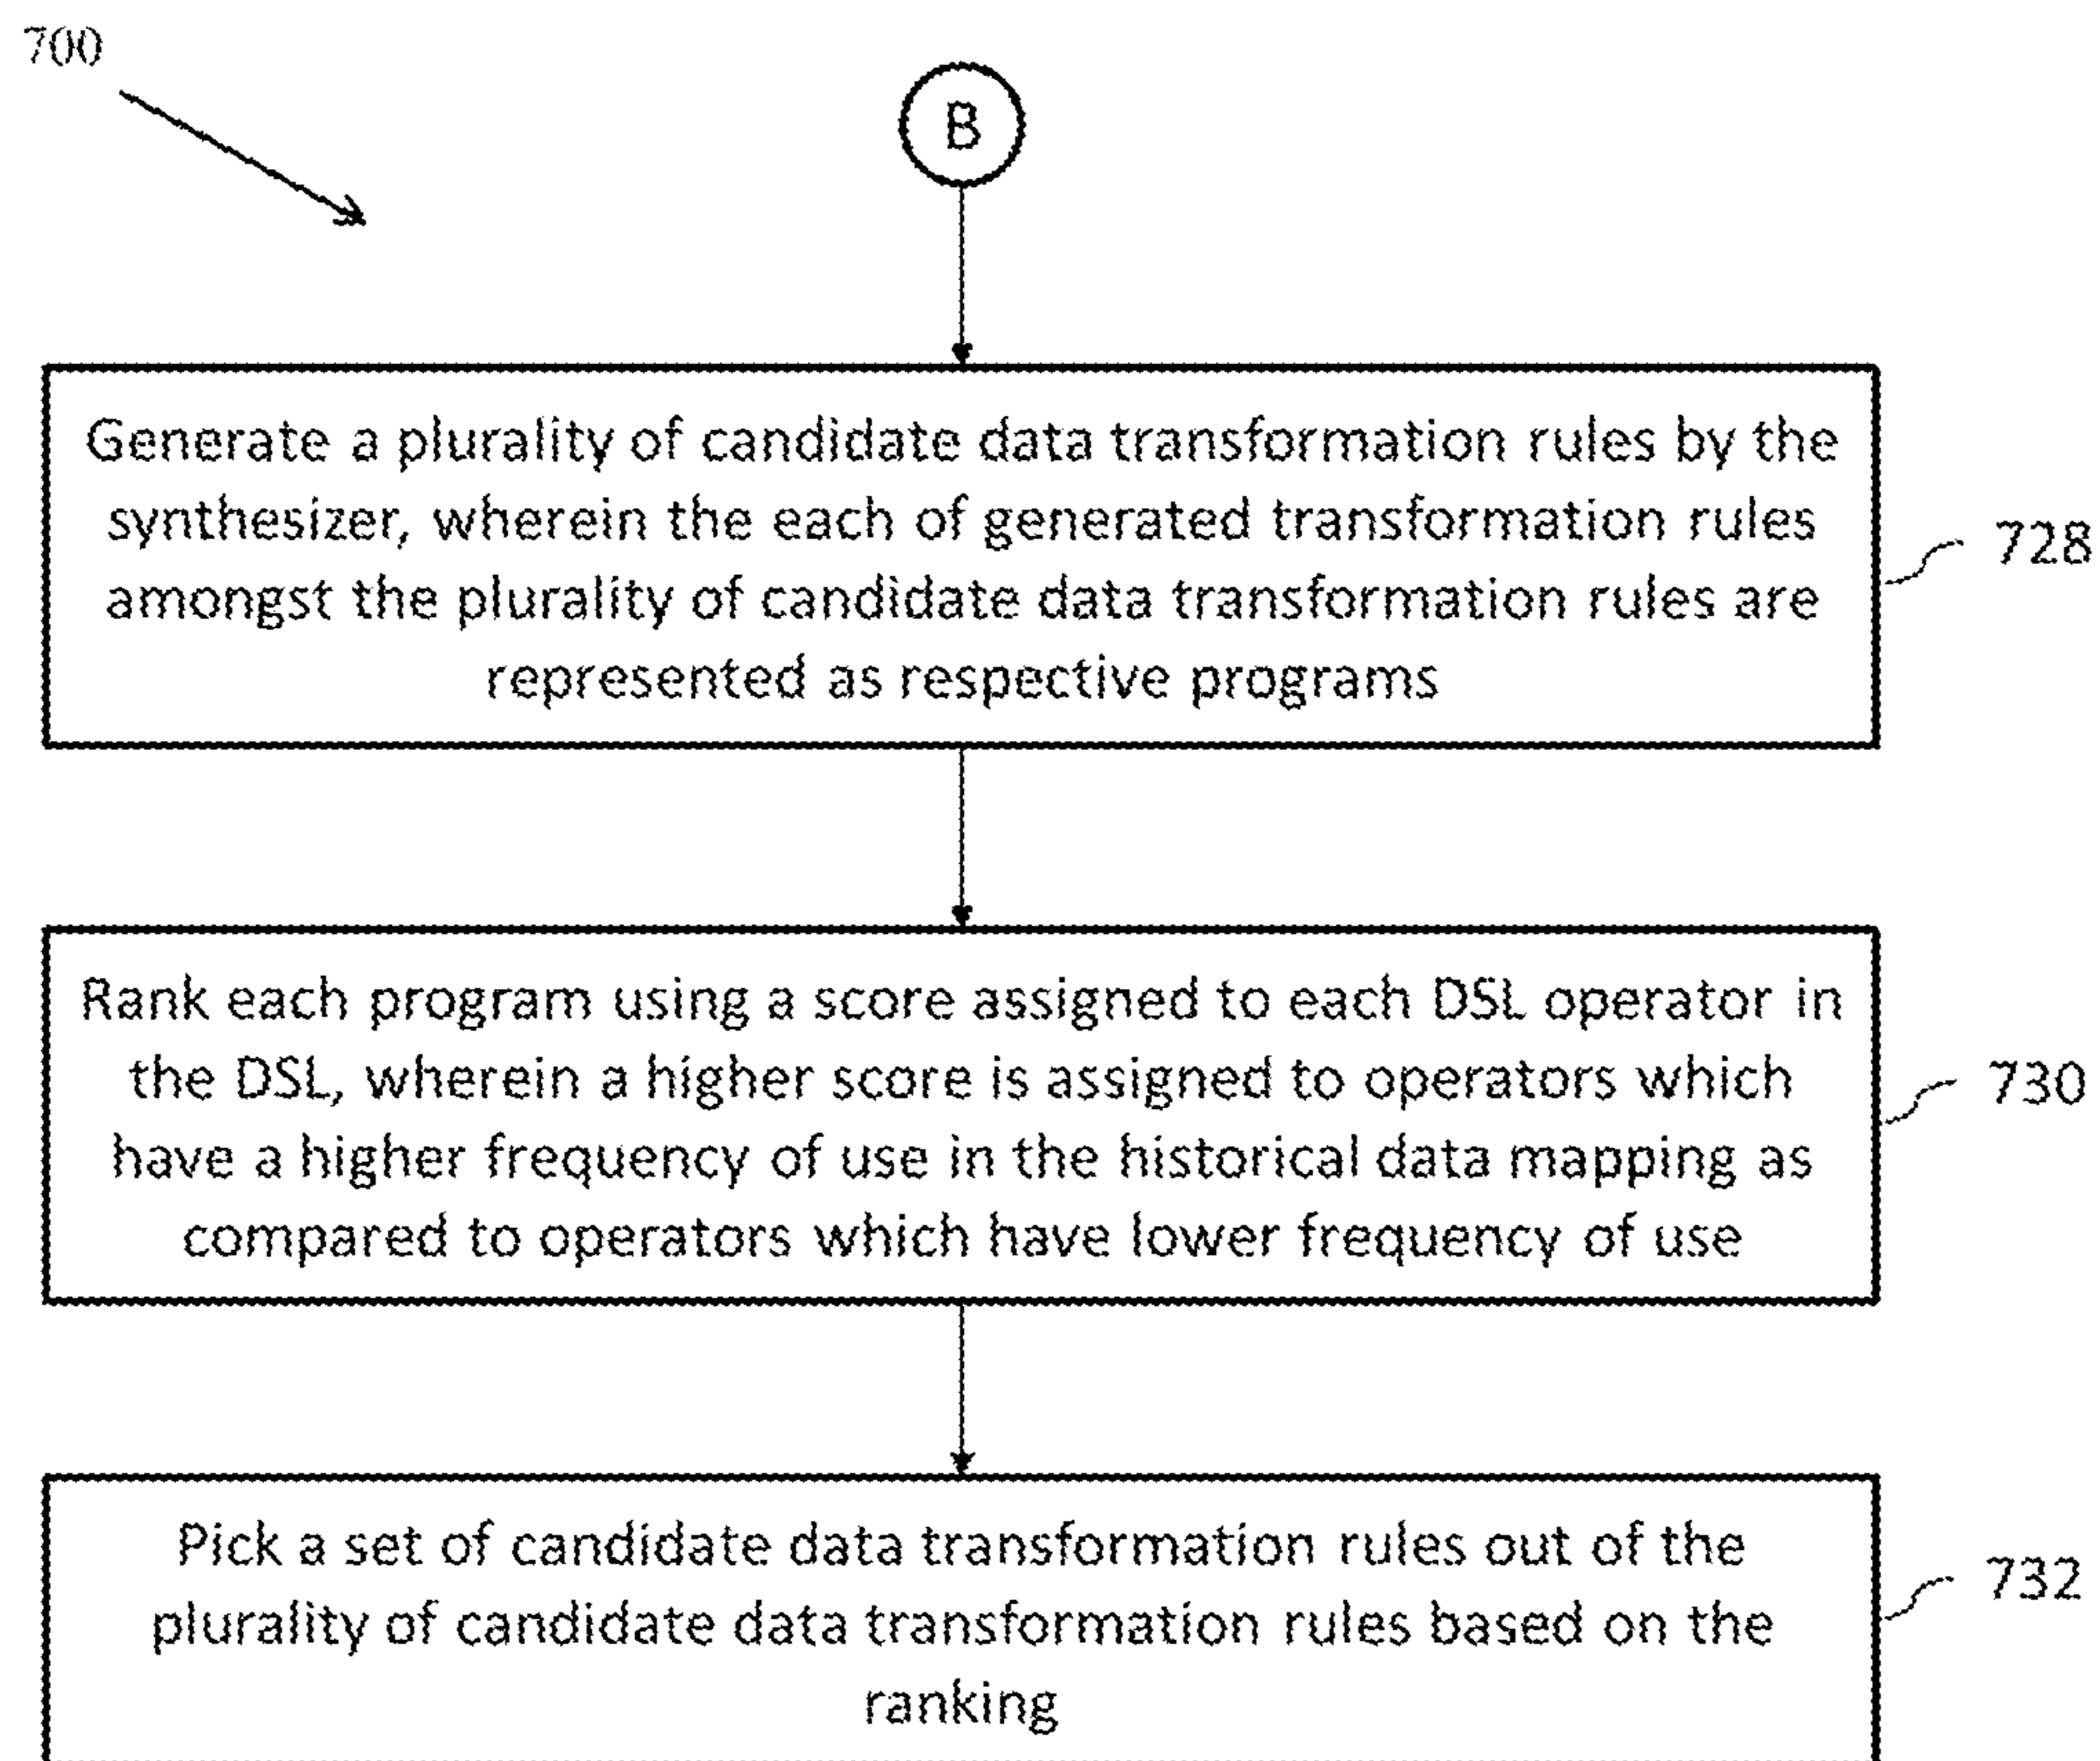 700
B
Generate a plurality of candidate data transformation rules by the
synthesizer, wherein the each of generated transformation rules
amongst the plurality of candidate data transformation rules are
represented as respective programs
728
Rank each program using a score assigned to each DSL operator in
the DSL, wherein a higher score is assigned to operators which
have a higher frequency of use in the historical data mapping as
compared to operators which have lower frequency of use
730
Pick a set of candidate data transformation rules out of the
plurality of candidate data transformation rules based on the
ranking
732